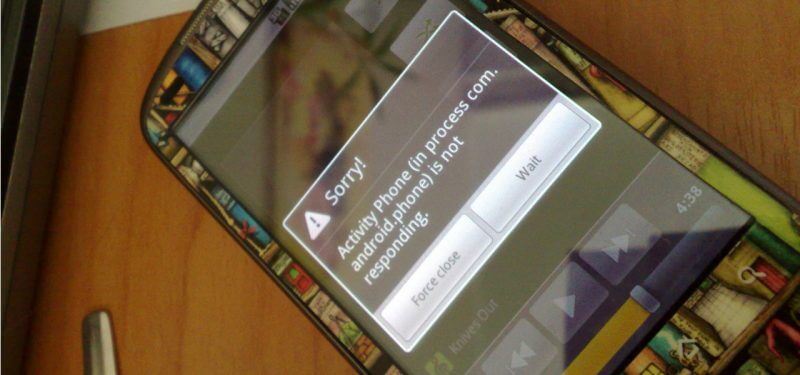 Sorry!
Activity Phone (in process com.
android.phone) is not
responding.
Force close
Wait
Knives Out
4:38